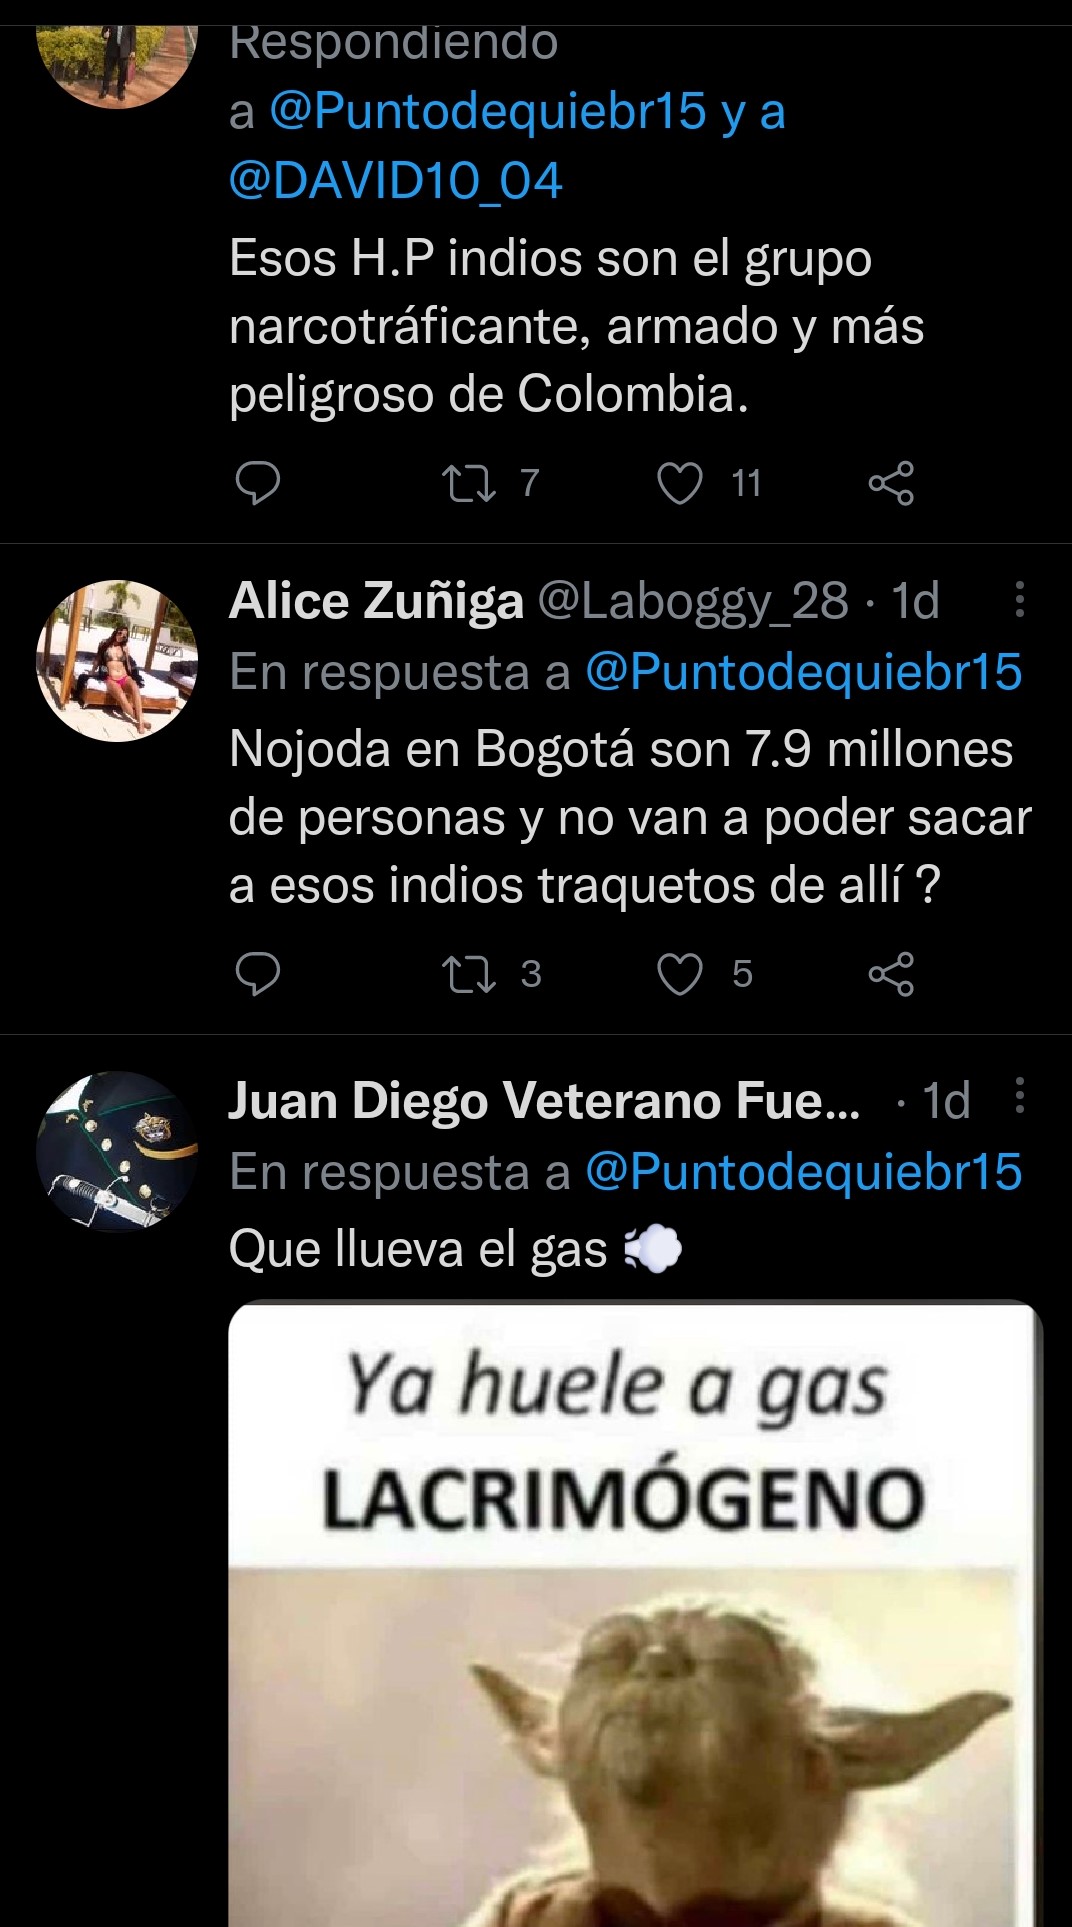 Respondiendo
a @Puntodequiebr15 y a
@DAVID10_04
Esos H.P indios son el grupo
narcotráficante, armado y más
peligroso de Colombia.
7 11
Alice Zuñiga @Laboggy_28 · 1d
En respuesta a @Puntodequiebr15
Nojoda en Bogotá son 7.9 millones
de personas y no van a poder sacar
a esos indios traquetos de allí ?
3 5
Juan Diego Veterano Fue... · 1d
En respuesta a @Puntodequiebr15
Que llueva el gas 💨
Ya huele a gas
LACRIMÓGENO